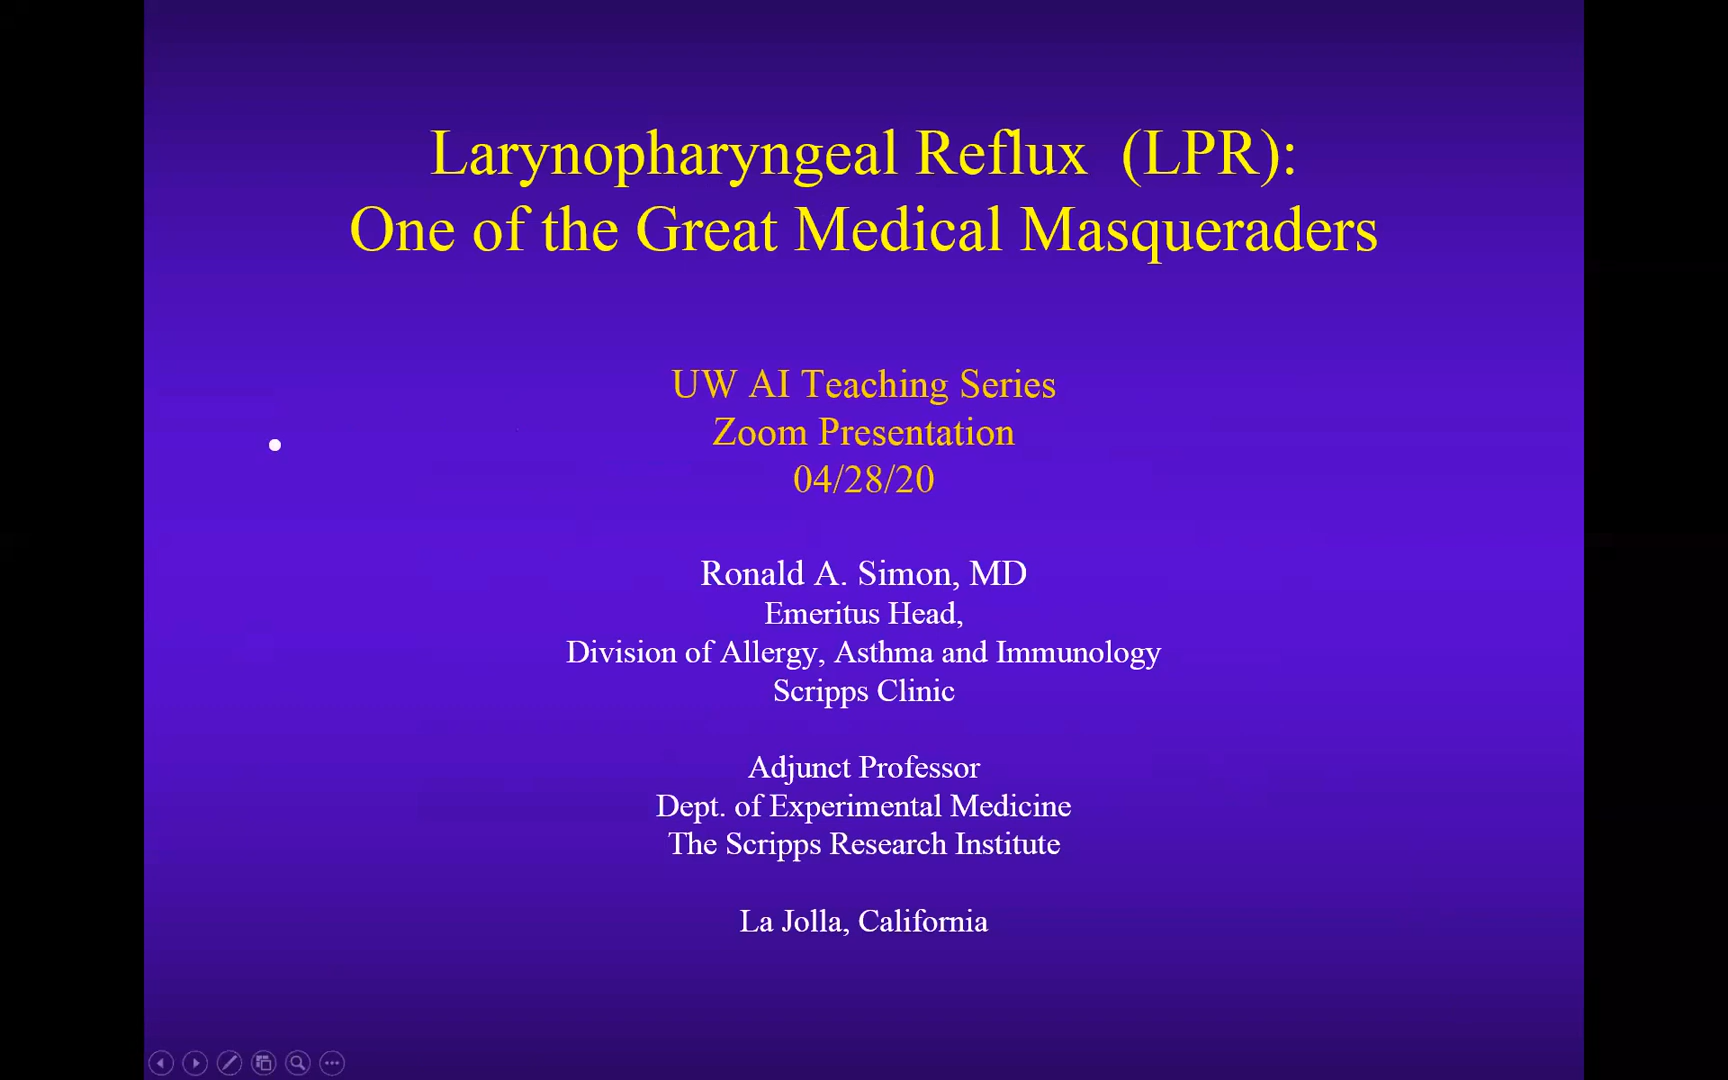 Larynopharyngeal Reflux (LPR):
One of the Great Medical Masqueraders
UW AI Teaching Series
Zoom Presentation
04/28/20
Ronald A. Simon, MD
Emeritus Head,
Division of Allergy, Asthma and Immunology
Scripps Clinic
Adjunct Professor
Dept. of Experimental Medicine
The Scripps Research Institute
La Jolla, California